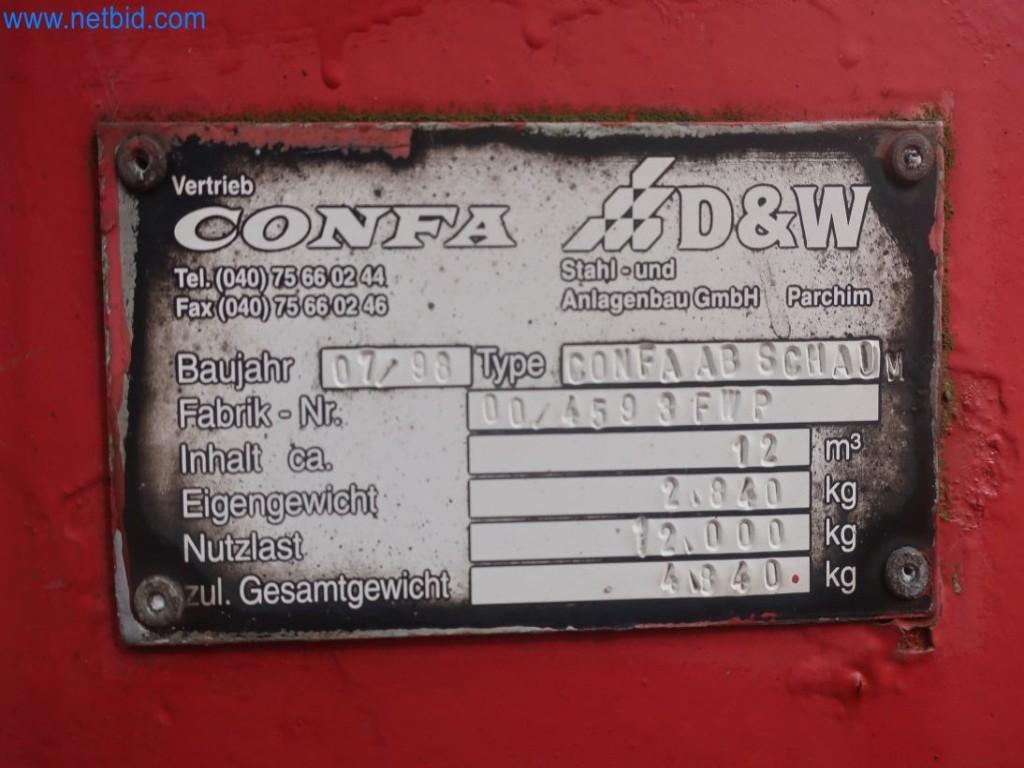 www.netbid.com
Vertrieb
CONFA
D&W
Tel. (040) 75 66 02 44
Fax (040) 75 66 02 46
Stahl - und
Anlagenbau GmbH Parchim
Baujahr 07/98 Type CONFA AB SCHAUM
Fabrik - Nr. 00/4593FWP
Inhalt ca. 12 m³
Eigengewicht 2.840 kg
Nutzlast 12.000 kg
zul. Gesamtgewicht 4.840. kg